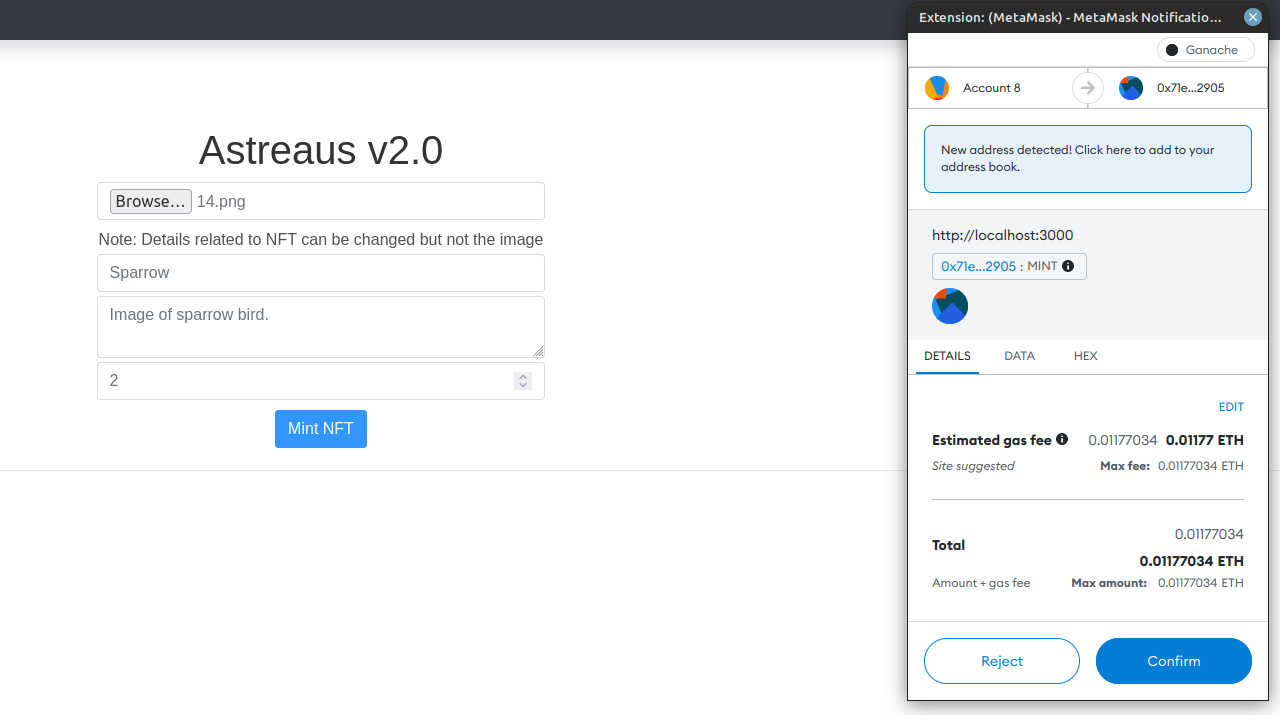 Astreaus v2.0
Browse... 14.png
Note: Details related to NFT can be changed but not the image
Sparrow
Image of sparrow bird.
2
Mint NFT
Extension: (MetaMask) - MetaMask Notificatio...
Ganache
Account 8
0x71e...2905
New address detected! Click here to add to your
address book.
http://localhost:3000
0x71e...2905 : MINT
DETAILS DATA HEX
EDIT
Estimated gas fee 0.01177034 0.01177 ETH
Site suggested Max fee: 0.01177034 ETH
0.01177034
Total
0.01177034 ETH
Amount + gas fee Max amount: 0.01177034 ETH
Reject Confirm